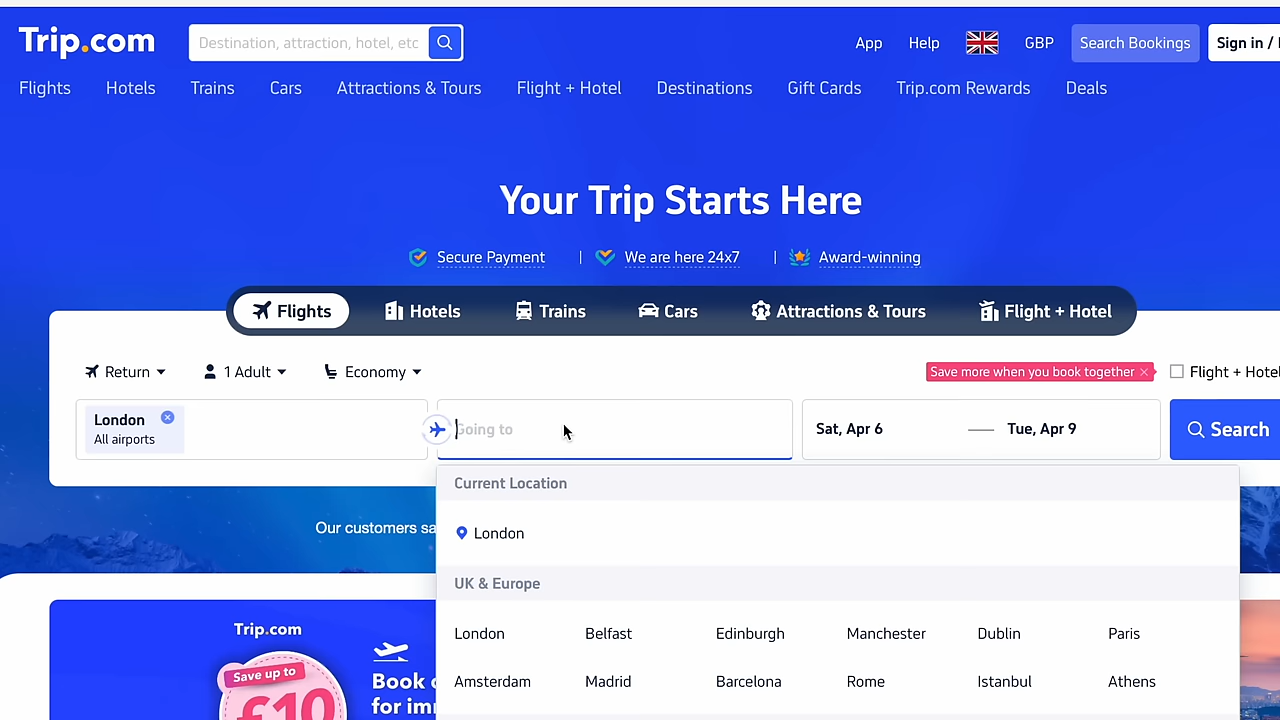 Trip.com
Destination, attraction, hotel, etc
App
Help
GBP
Search Bookings
Sign in /
Flights
Hotels
Trains
Cars
Attractions & Tours
Flight + Hotel
Destinations
Gift Cards
Trip.com Rewards
Deals
Your Trip Starts Here
Secure Payment
We are here 24x7
Award-winning
Flights
Hotels
Trains
Cars
Attractions & Tours
Flight + Hotel
Return
1 Adult
Economy
Save more when you book together
Flight + Hotel
London
All airports
Going to
Sat, Apr 6
Tue, Apr 9
Search
Current Location
Our customers sa
London
UK & Europe
London
Belfast
Edinburgh
Manchester
Dublin
Paris
Amsterdam
Madrid
Barcelona
Rome
Istanbul
Athens
Trip.com
Save up to
£10
Book
for im